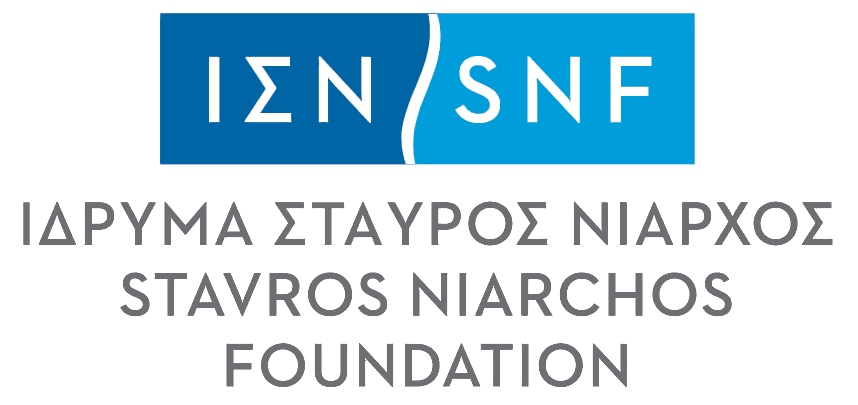 ΙΣΝ SNF
ΙΔΡΥΜΑ ΣΤΑΥΡΟΣ ΝΙΑΡΧΟΣ
STAVROS NIARCHOS
FOUNDATION